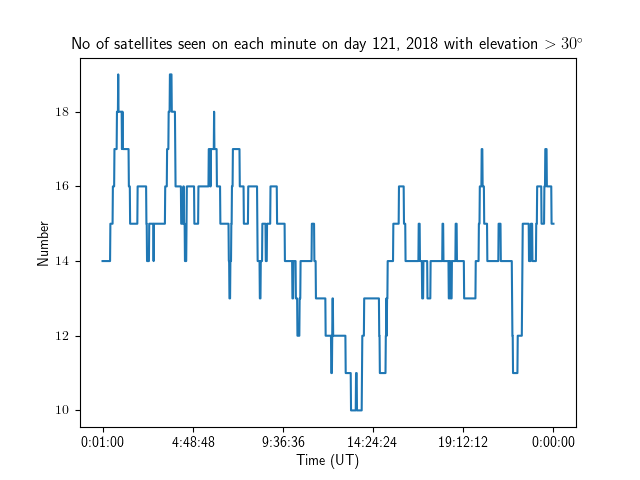 No of satellites seen on each minute on day 121, 2018 with elevation > 30°
18
16
14
12
10
Number
0:01:00 4:48:48 9:36:36 14:24:24 19:12:12 0:00:00
Time (UT)